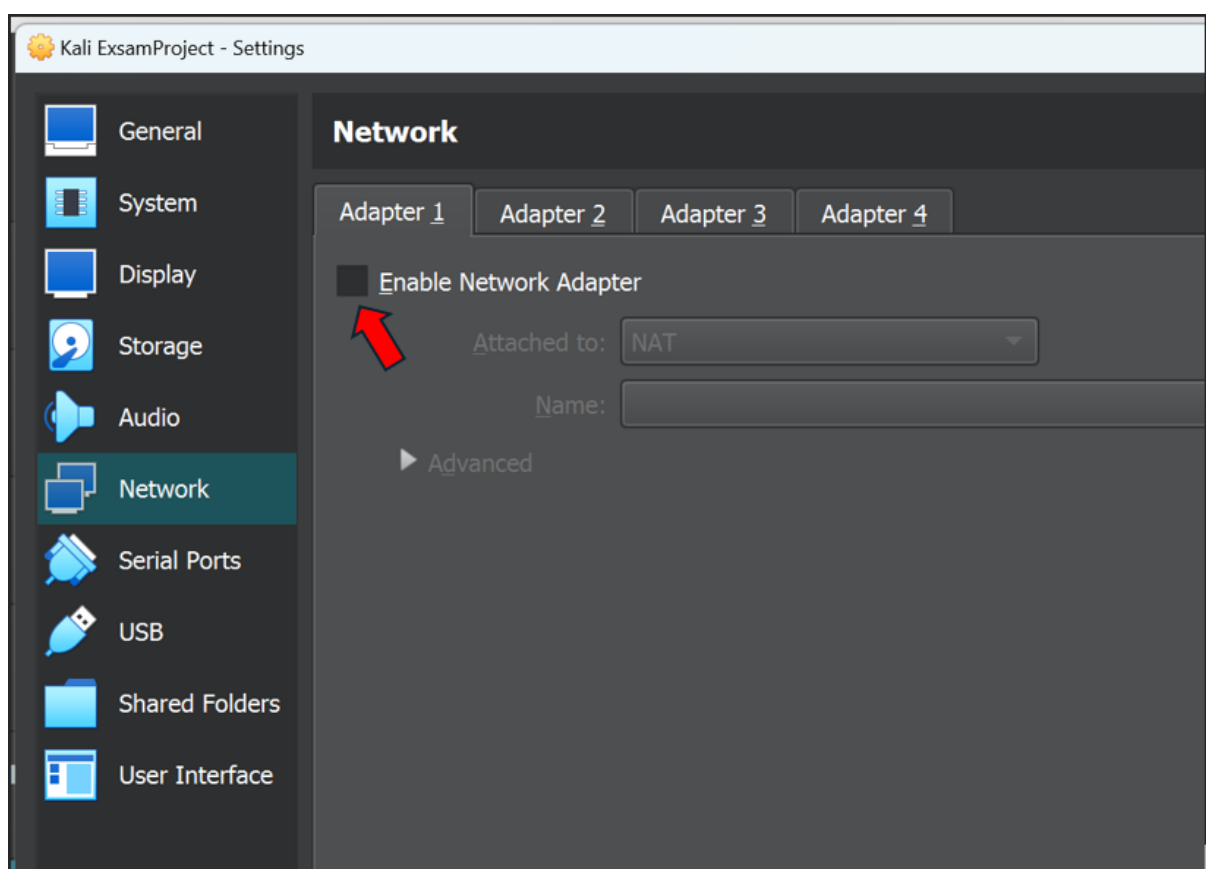 Kali ExsamProject - Settings
General
System
Display
Storage
Audio
Network
Serial Ports
USB
Shared Folders
User Interface
Network
Adapter 1
Adapter 2
Adapter 3
Adapter 4
Enable Network Adapter
Attached to: NAT
Name:
Advanced